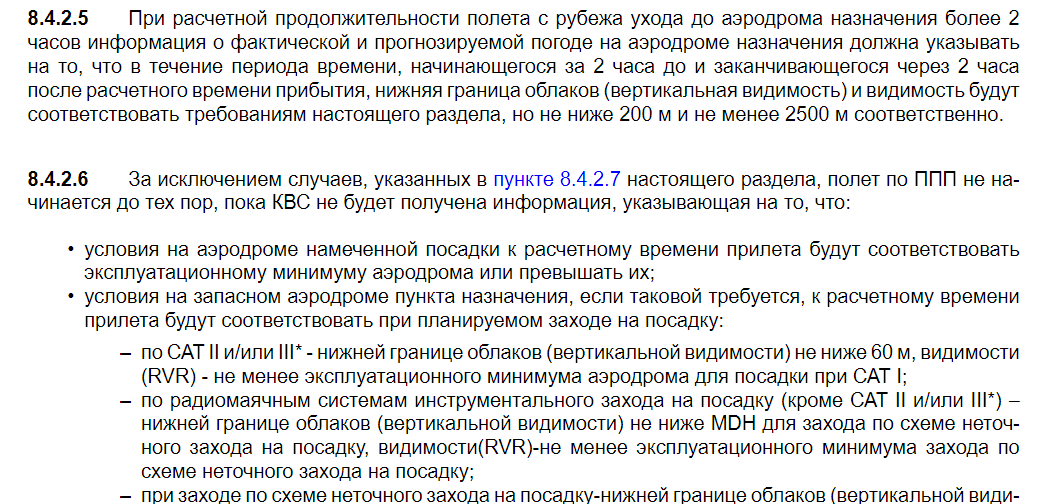 8.4.2.5 При расчетной продолжительности полета с рубежа ухода до аэродрома назначения более 2
часов информация о фактической и прогнозируемой погоде на аэродроме назначения должна указывать
на то, что в течение периода времени, начинающегося за 2 часа до и заканчивающегося через 2 часа
после расчетного времени прибытия, нижняя граница облаков (вертикальная видимость) и видимость будут
соответствовать требованиям настоящего раздела, но не ниже 200 м и не менее 2500 м соответственно.
8.4.2.6 За исключением случаев, указанных в пункте 8.4.2.7 настоящего раздела, полет по ППП не на-
чинается до тех пор, пока КВС не будет получена информация, указывающая на то, что:
• условия на аэродроме намеченной посадки к расчетному времени прилета будут соответствовать
эксплуатационному минимуму аэродрома или превышать их;
• условия на запасном аэродроме пункта назначения, если таковой требуется, к расчетному времени
прилета будут соответствовать при планируемом заходе на посадку:
– по CAT II и/или III* - нижней границе облаков (вертикальной видимости) не ниже 60 м, видимости
(RVR) - не менее эксплуатационного минимума аэродрома для посадки при CAT I;
– по радиомаячным системам инструментального захода на посадку (кроме CAT II и/или III*) –
нижней границе облаков (вертикальной видимости) не ниже MDH для захода по схеме неточ-
ного захода на посадку, видимости(RVR)-не менее эксплуатационного минимума захода по
схеме неточного захода на посадку;
– при заходе по схеме неточного захода на посадку-нижней границе облаков (вертикальной види-